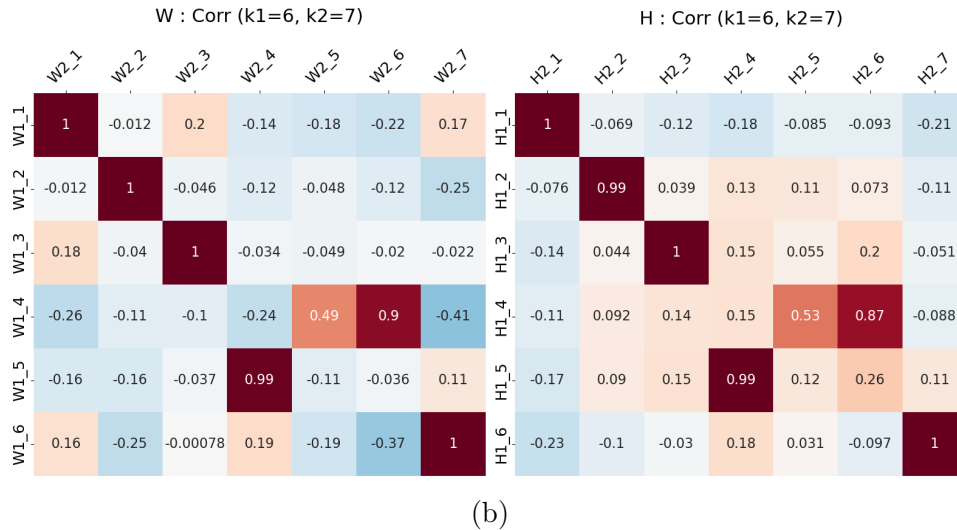 W : Corr (k1=6, k2=7)
W2_1 W2_2 W2_3 W2_4 W2_5 W2_6 W2_7
W1_1 1 -0.012 0.2 -0.14 -0.18 -0.22 0.17
W1_2 -0.012 1 -0.046 -0.12 -0.048 -0.12 -0.25
W1_3 0.18 -0.04 1 -0.034 -0.049 -0.02 -0.022
W1_4 -0.26 -0.11 -0.1 -0.24 0.49 0.9 -0.41
W1_5 -0.16 -0.16 -0.037 0.99 -0.11 -0.036 0.11
W1_6 0.16 -0.25 -0.00078 0.19 -0.19 -0.37 1
H : Corr (k1=6, k2=7)
H2_1 H2_2 H2_3 H2_4 H2_5 H2_6 H2_7
H1_1 1 -0.069 -0.12 -0.18 -0.085 -0.093 -0.21
H1_2 -0.076 0.99 0.039 0.13 0.11 0.073 -0.11
H1_3 -0.14 0.044 1 0.15 0.055 0.2 -0.051
H1_4 -0.11 0.092 0.14 0.15 0.53 0.87 -0.088
H1_5 -0.17 0.09 0.15 0.99 0.12 0.26 0.11
H1_6 -0.23 -0.1 -0.03 0.18 0.031 -0.097 1
(b)